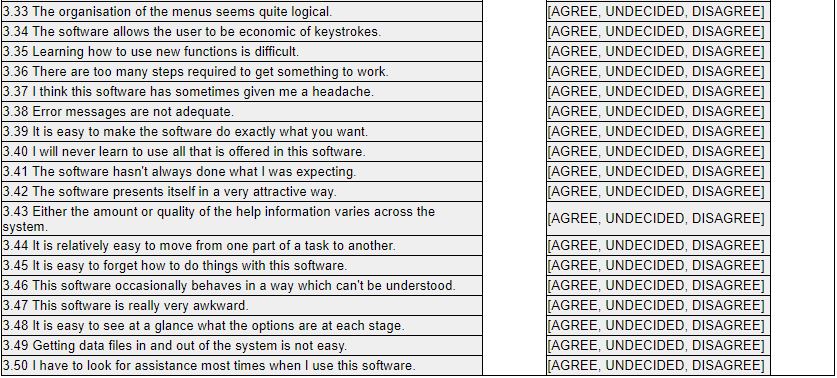 3.33 The organisation of the menus seems quite logical. [AGREE, UNDECIDED, DISAGREE]
3.34 The software allows the user to be economic of keystrokes. [AGREE, UNDECIDED, DISAGREE]
3.35 Learning how to use new functions is difficult. [AGREE, UNDECIDED, DISAGREE]
3.36 There are too many steps required to get something to work. [AGREE, UNDECIDED, DISAGREE]
3.37 I think this software has sometimes given me a headache. [AGREE, UNDECIDED, DISAGREE]
3.38 Error messages are not adequate. [AGREE, UNDECIDED, DISAGREE]
3.39 It is easy to make the software do exactly what you want. [AGREE, UNDECIDED, DISAGREE]
3.40 I will never learn to use all that is offered in this software. [AGREE, UNDECIDED, DISAGREE]
3.41 The software hasn't always done what I was expecting. [AGREE, UNDECIDED, DISAGREE]
3.42 The software presents itself in a very attractive way. [AGREE, UNDECIDED, DISAGREE]
3.43 Either the amount or quality of the help information varies across the
system. [AGREE, UNDECIDED, DISAGREE]
3.44 It is relatively easy to move from one part of a task to another. [AGREE, UNDECIDED, DISAGREE]
3.45 It is easy to forget how to do things with this software. [AGREE, UNDECIDED, DISAGREE]
3.46 This software occasionally behaves in a way which can't be understood. [AGREE, UNDECIDED, DISAGREE]
3.47 This software is really very awkward. [AGREE, UNDECIDED, DISAGREE]
3.48 It is easy to see at a glance what the options are at each stage. [AGREE, UNDECIDED, DISAGREE]
3.49 Getting data files in and out of the system is not easy. [AGREE, UNDECIDED, DISAGREE]
3.50 I have to look for assistance most times when I use this software. [AGREE, UNDECIDED, DISAGREE]